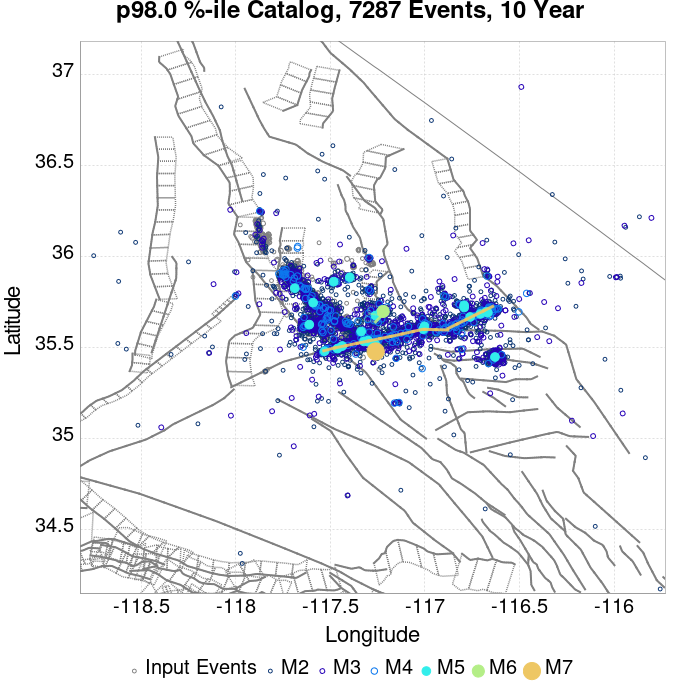 p98.0 %-ile Catalog, 7287 Events, 10 Year
37
36.5
36
35.5
35
34.5
Latitude
-118.5 -118 -117.5 -117 -116.5 -116
Longitude
Input Events M2 M3 M4 M5 M6 M7